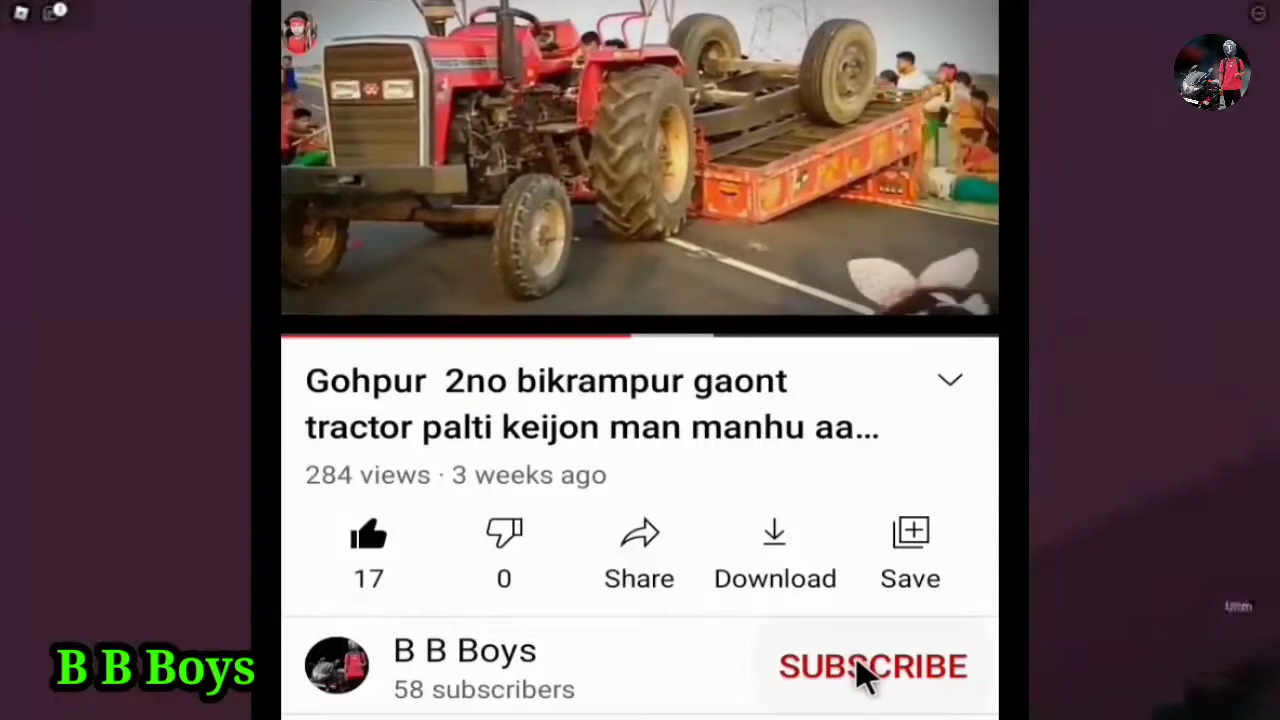 Gohpur 2no bikrampur gaont
tractor palti keijon man manhu aa...
284 views · 3 weeks ago
17
0
Share
Download
Save
B B Boys
58 subscribers
SUBSCRIBE
B B Boys